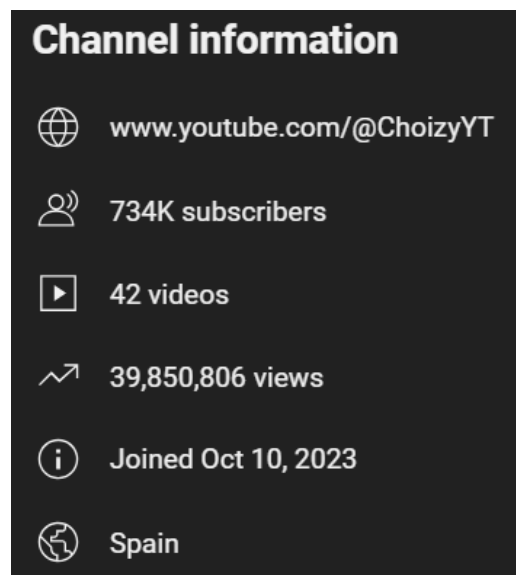 Channel information
www.youtube.com/@ChoizyYT
734K subscribers
42 videos
39,850,806 views
Joined Oct 10, 2023
Spain